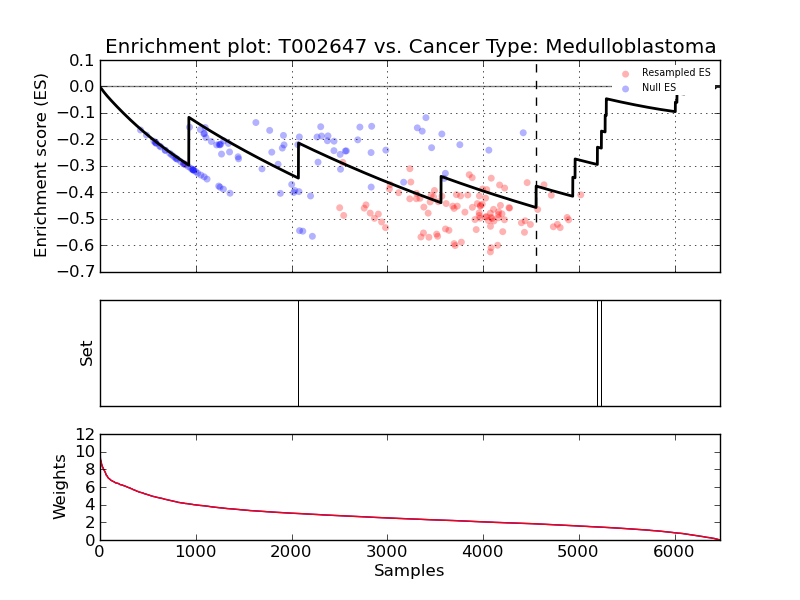 Enrichment plot: T002647 vs. Cancer Type: Medulloblastoma
Enrichment score (ES)
0.1
0.0
−0.1
−0.2
−0.3
−0.4
−0.5
−0.6
−0.7
Resampled ES
Null ES
Set
Weights
12
10
8
6
4
2
0
0 1000 2000 3000 4000 5000 6000
Samples